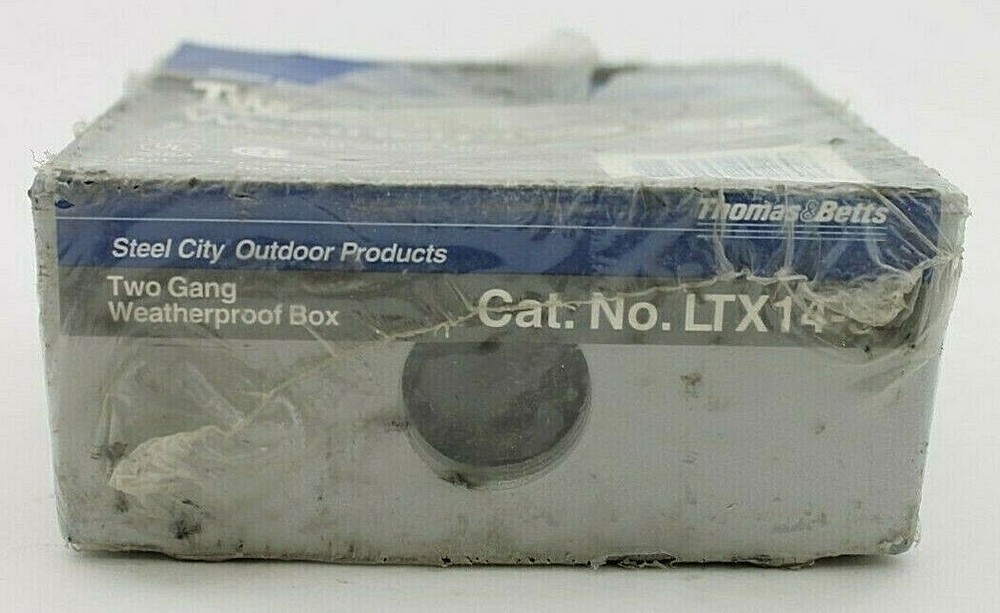 Thomas&Betts
Steel City Outdoor Products
Two Gang
Weatherproof Box
Cat. No. LTX14